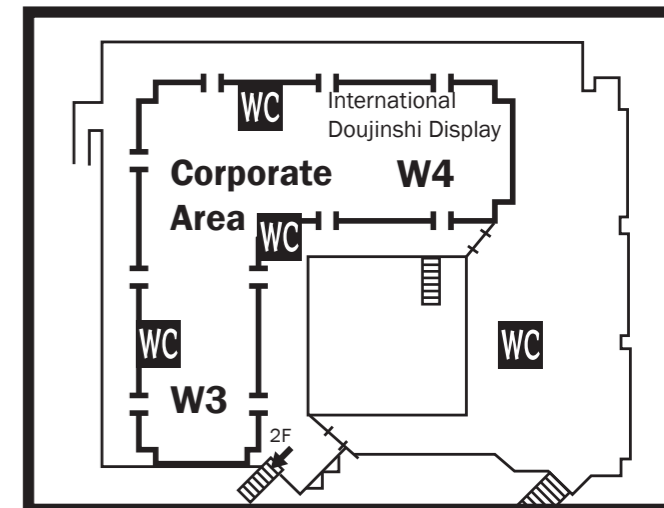 WC
International
Doujinshi Display
Corporate
Area
W4
WC
WC
WC
W3
2F